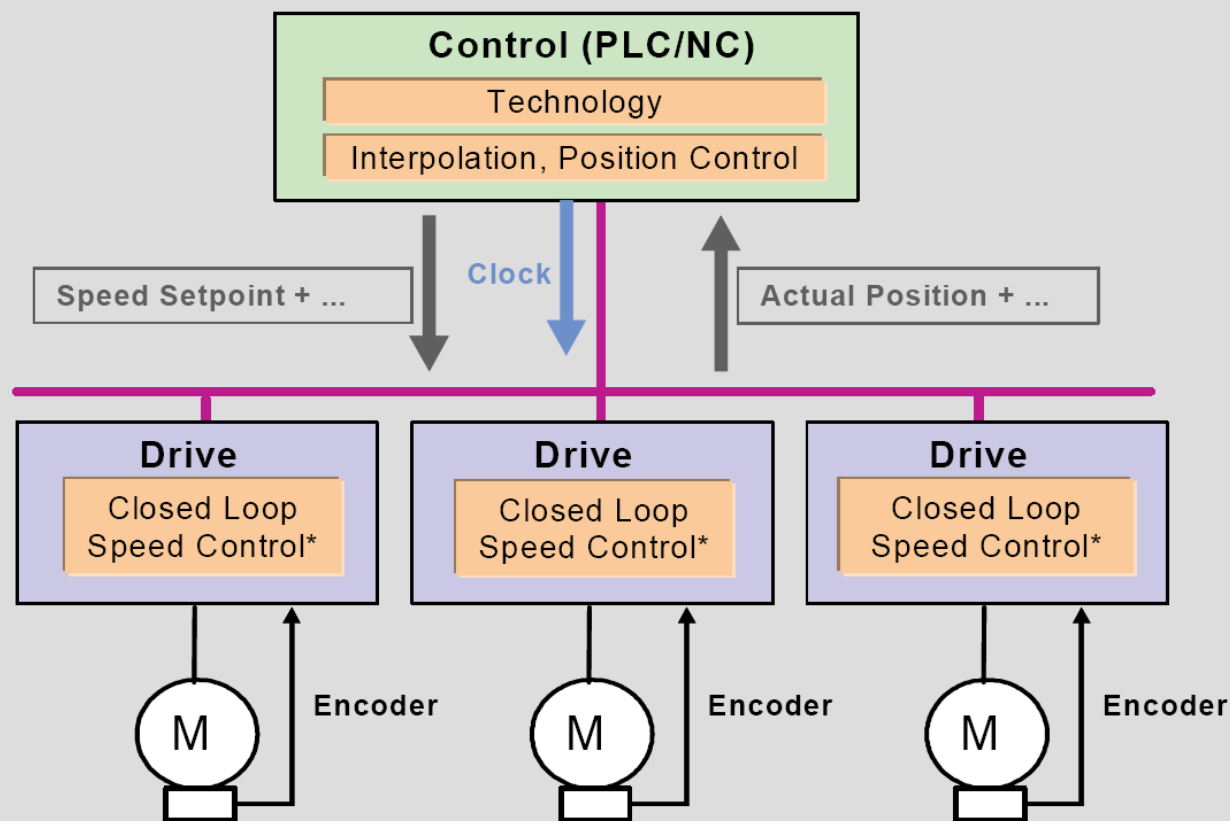 Control (PLC/NC)
Technology
Interpolation, Position Control
Speed Setpoint + ...
Clock
Actual Position + ...
Drive
Closed Loop
Speed Control*
Drive
Closed Loop
Speed Control*
Drive
Closed Loop
Speed Control*
M
Encoder
M
Encoder
M
Encoder